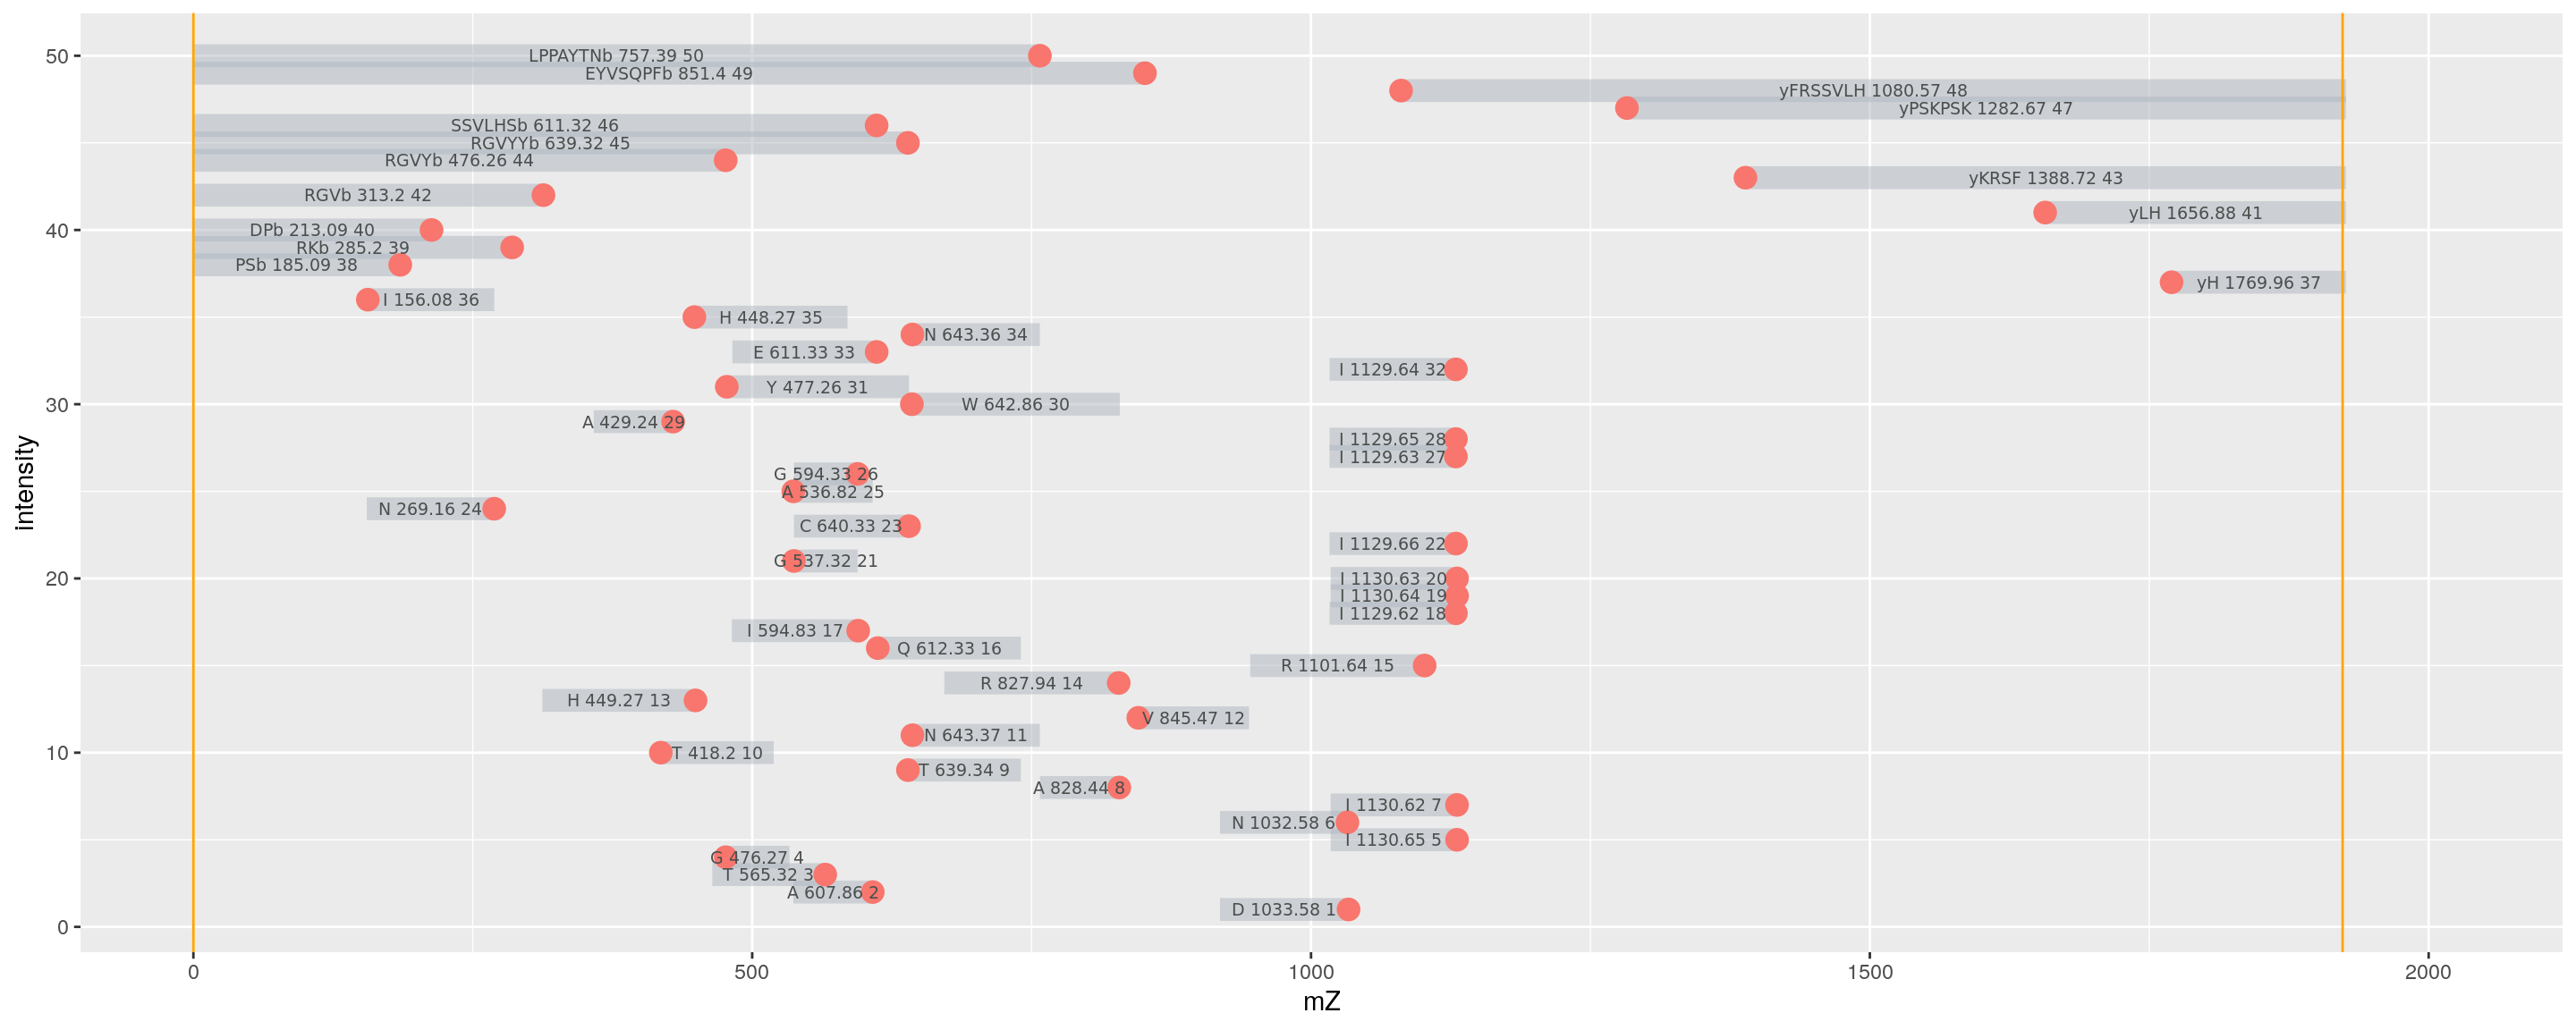 50
LPPAYTNb 757.39 50
EYVSQPFb 851.4 49
yFRSSVLH 1080.57 48
yPSKPSK 1282.67 47
SSVLHSb 611.32 46
RGVYYb 639.32 45
RGVYb 476.26 44
yKRSF 1388.72 43
RGVb 313.2 42
yLH 1656.88 41
40
DPb 213.09 40
RKb 285.2 39
PSb 185.09 38
yH 1769.96 37
I 156.08 36
H 448.27 35
N 643.36 34
E 611.33 33
I 1129.64 32
Y 477.26 31
30
W 642.86 30
A 429.24 29
I 1129.65 28
I 1129.63 27
G 594.33 26
A 536.82 25
N 269.16 24
C 640.33 23
I 1129.66 22
G 537.32 21
20
I 1130.63 20
I 1130.64 19
I 1129.62 18
I 594.83 17
Q 612.33 16
R 1101.64 15
R 827.94 14
H 449.27 13
V 845.47 12
N 643.37 11
10
T 418.2 10
T 639.34 9
A 828.44 8
I 1130.62 7
N 1032.58 6
I 1130.65 5
G 476.27 4
T 565.32 3
A 607.86 2
D 1033.58 1
0
intensity
0 500 1000 1500 2000
mZ